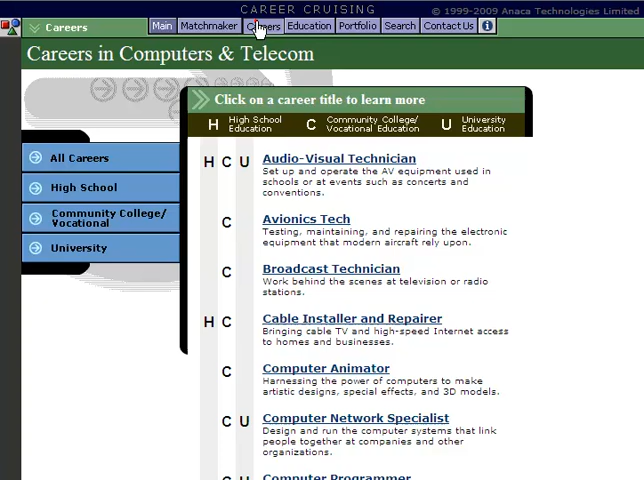 CAREER CRUISING
© 1999-2009 Anaca Technologies Limited
Careers
Main Matchmaker Careers Education Portfolio Search Contact Us
Careers in Computers & Telecom
Click on a career title to learn more
H High School Education C Community College/ Vocational Education U University Education
All Careers
High School
Community College/
Vocational
University
H C U Audio-Visual Technician
Set up and operate the AV equipment used in
schools or at events such as concerts and
conventions.
C Avionics Tech
Testing, maintaining, and repairing the electronic
equipment that modern aircraft rely upon.
C Broadcast Technician
Work behind the scenes at television or radio
stations.
H C Cable Installer and Repairer
Bringing cable TV and high-speed Internet access
to homes and businesses.
C Computer Animator
Harnessing the power of computers to make
artistic designs, special effects, and 3D models.
C U Computer Network Specialist
Design and run the computer systems that link
people together at companies and other
organizations.
Computer Programmer